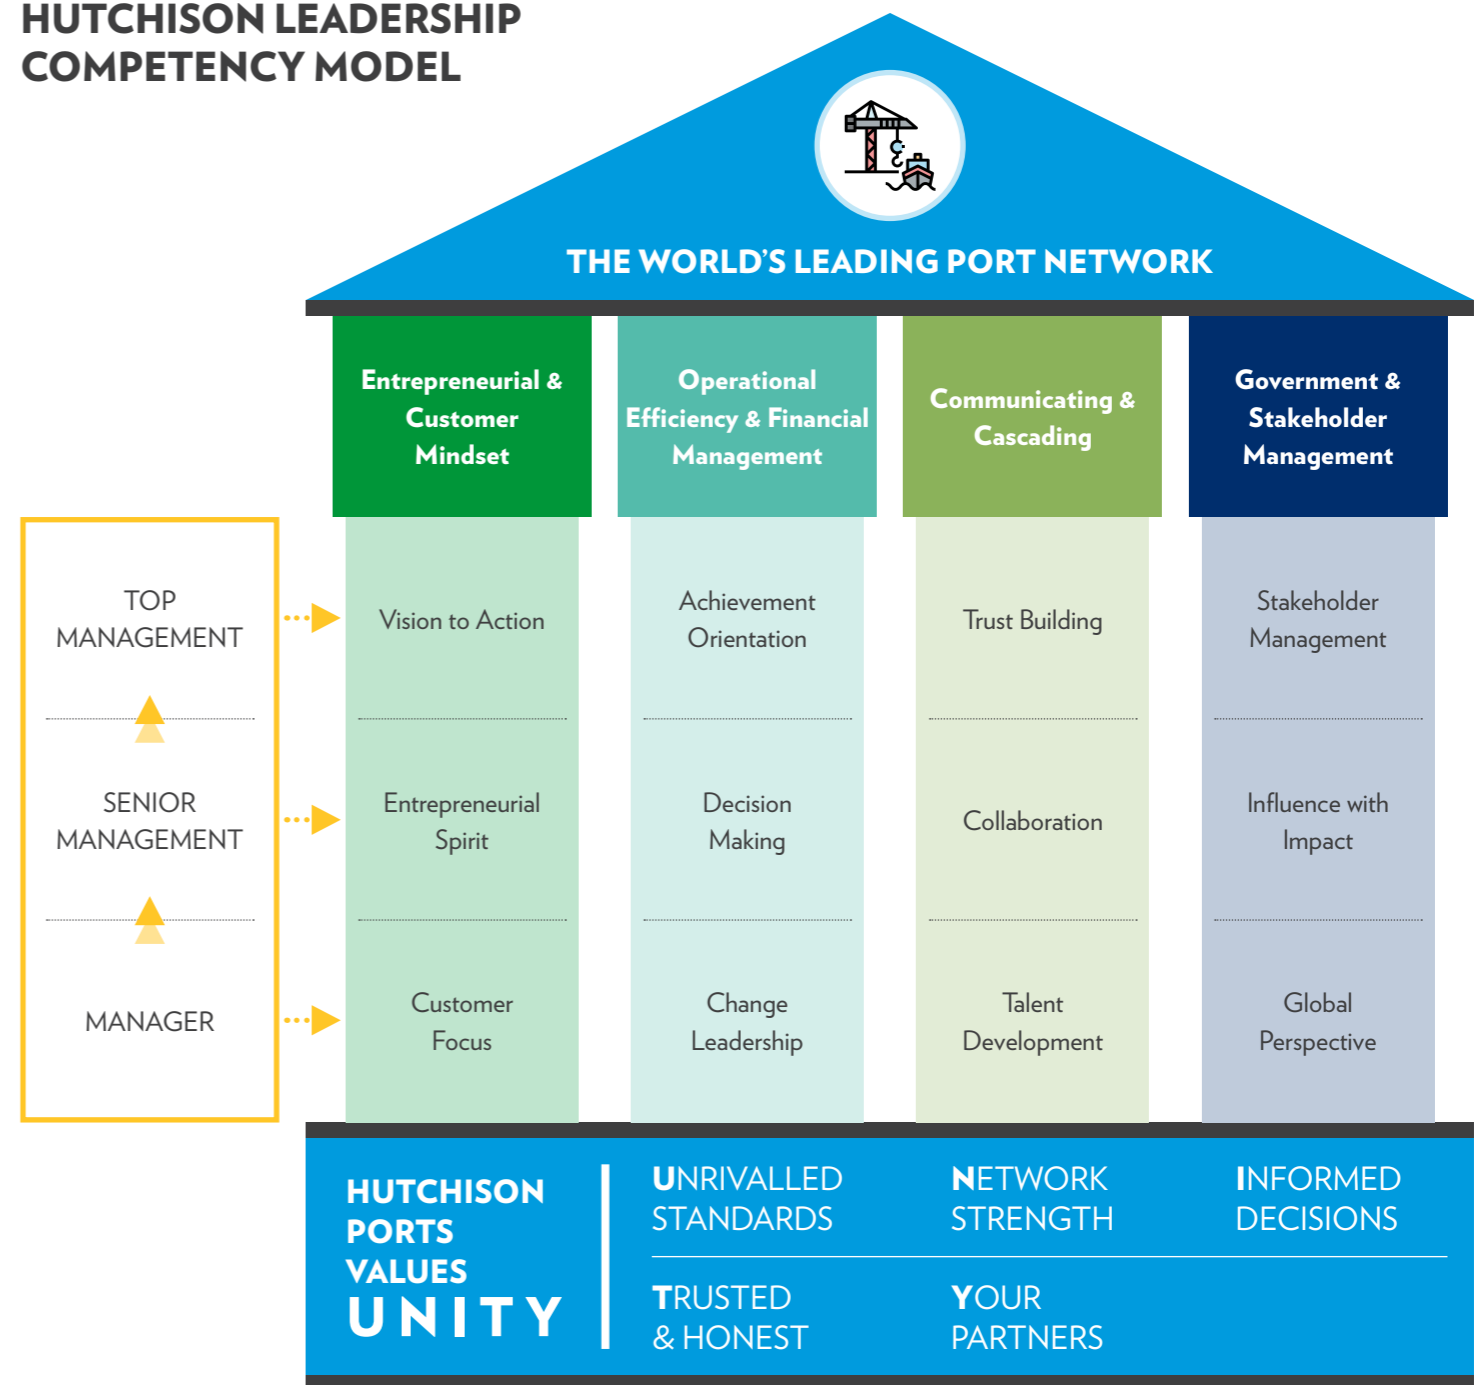 HUTCHISON LEADERSHIP
COMPETENCY MODEL
THE WORLD'S LEADING PORT NETWORK
Entrepreneurial &
Customer
Mindset
Operational
Efficiency & Financial
Management
Communicating &
Cascading
Government &
Stakeholder
Management
TOP
MANAGEMENT
Vision to Action
Achievement
Orientation
Trust Building
Stakeholder
Management
SENIOR
MANAGEMENT
Entrepreneurial
Spirit
Decision
Making
Collaboration
Influence with
Impact
MANAGER
Customer
Focus
Change
Leadership
Talent
Development
Global
Perspective
HUTCHISON
PORTS
VALUES
UNITY
UNRIVALLED
STANDARDS
NETWORK
STRENGTH
INFORMED
DECISIONS
TRUSTED
& HONEST
YOUR
PARTNERS